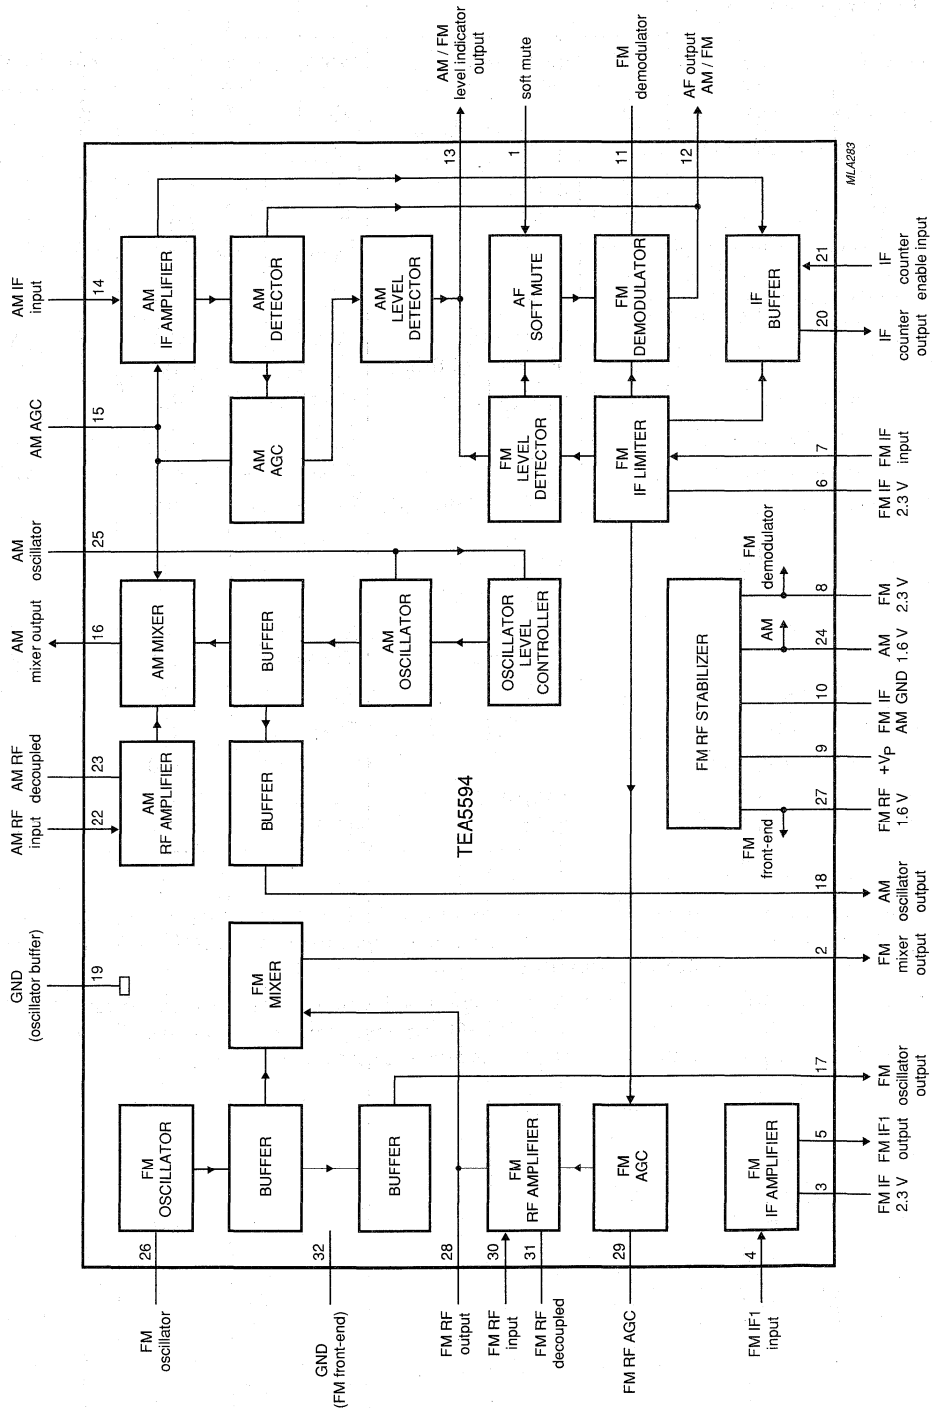 AM RF
input
22
AM RF
decoupled
23
AM
mixer output
16
AM
oscillator
25
AM AGC
15
AM IF
input
14
GND
(oscillator buffer)
19
FM
OSCILLATOR
AM
RF AMPLIFIER
AM MIXER
AM
IF AMPLIFIER
BUFFER
FM
MIXER
BUFFER
BUFFER
AM
AGC
AM
DETECTOR
BUFFER
AM
OSCILLATOR
AM
LEVEL
DETECTOR
FM
RF AMPLIFIER
TEA5594
OSCILLATOR
LEVEL
CONTROLLER
FM
LEVEL
DETECTOR
AF
SOFT MUTE
FM
AGC
FM
IF LIMITER
FM
DEMODULATOR
FM
IF AMPLIFIER
FM RF STABILIZER
IF
BUFFER
FM
front-end
AM
FM
demodulator
26
FM
oscillator
32
GND
(FM front-end)
28
FM RF
output
30
FM RF
input
31
FM RF
decoupled
29
FM RF AGC
4
FM IF1
input
13
AM / FM
level indicator
output
1
soft mute
11
FM
demodulator
12
AF output
AM / FM
3
FM IF
2.3 V
5
FM IF1
output
17
FM
oscillator
output
2
FM
mixer
output
18
AM
oscillator
output
27
FM RF
1.6 V
9
+VP
10
FM IF
AM GND
24
AM
1.6 V
8
FM
2.3 V
6
FM IF
2.3 V
7
FM IF
input
20
IF
counter
output
21
IF
counter
enable input
MLA283